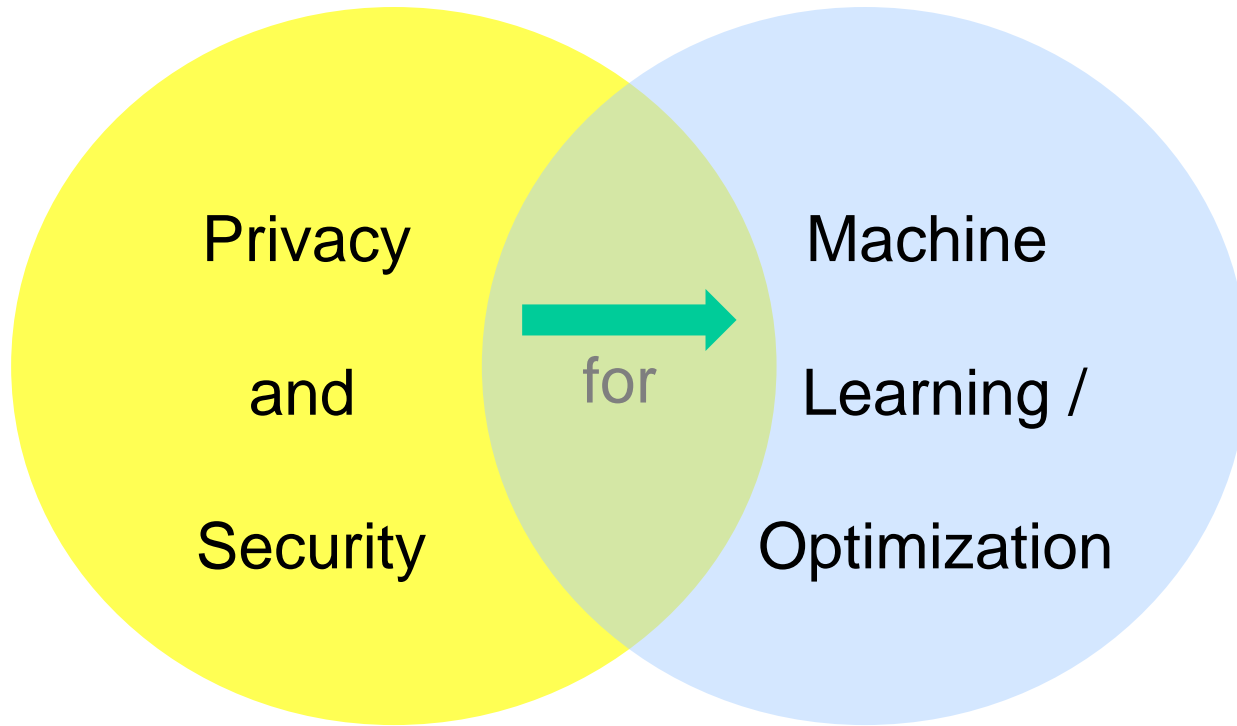 Privacy
and
Security
for
Machine
Learning /
Optimization